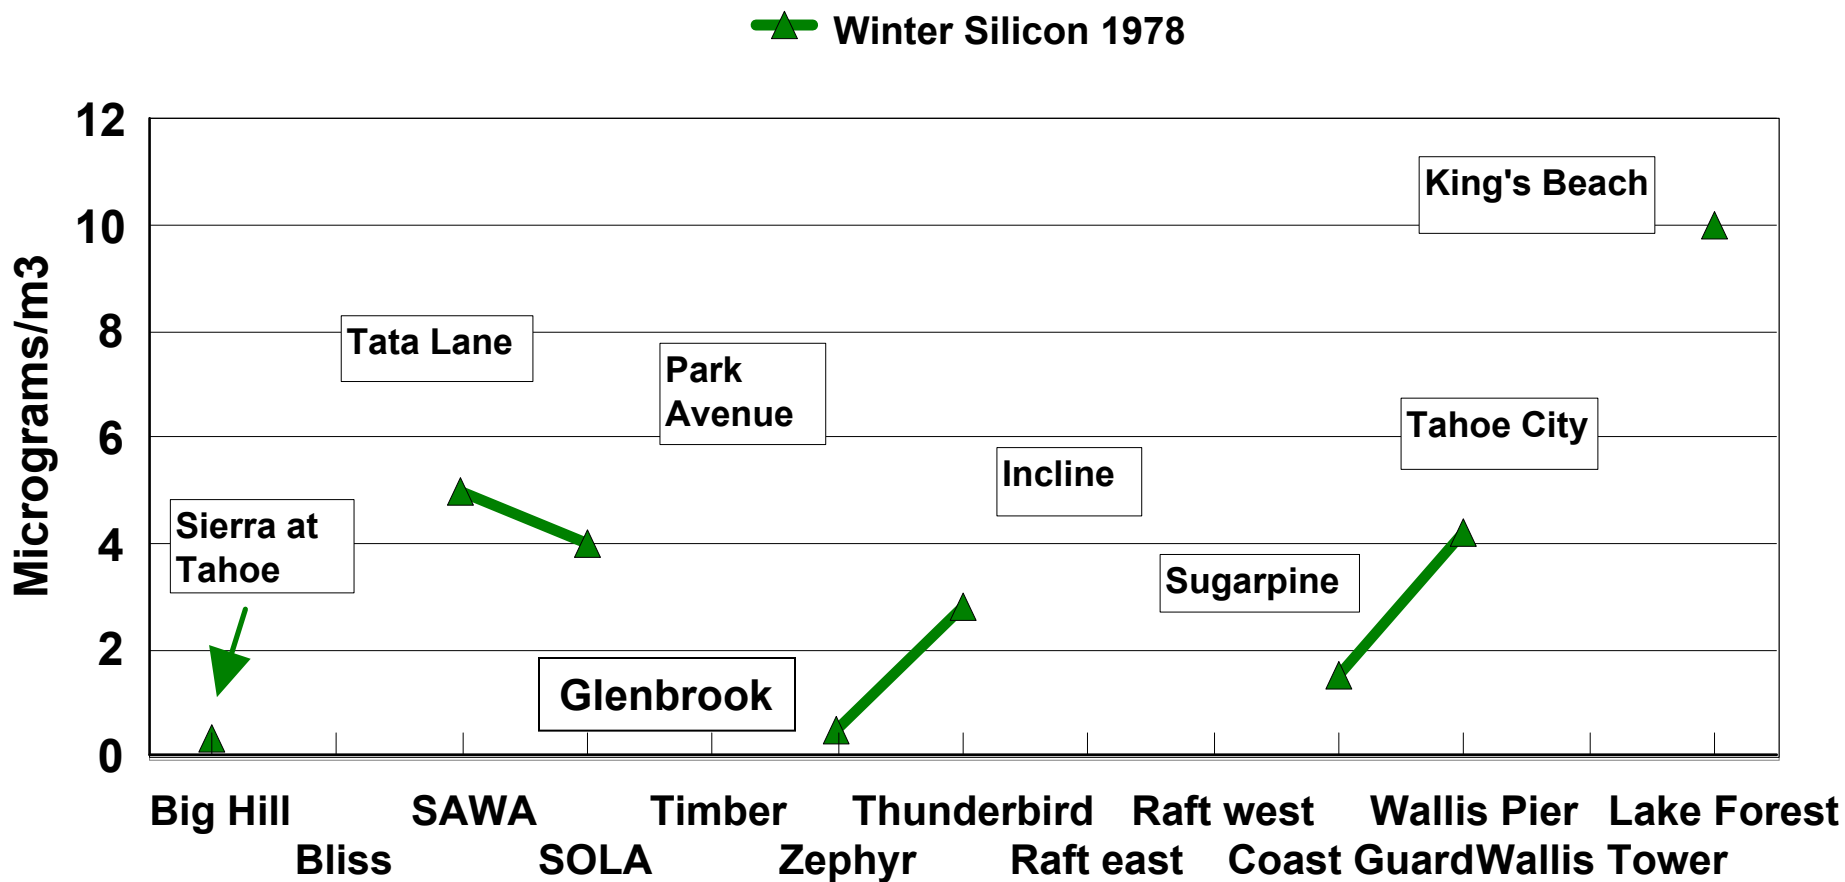 Winter Silicon 1978
12
10
8
6
4
2
0
Micrograms/m3
King's Beach
Tata Lane
Park
Avenue
Tahoe City
Incline
Sierra at
Tahoe
Sugarpine
Glenbrook
Big Hill SAWA Timber Thunderbird Raft west Wallis Pier Lake Forest
Bliss SOLA Zephyr Raft east Coast Guard Wallis Tower